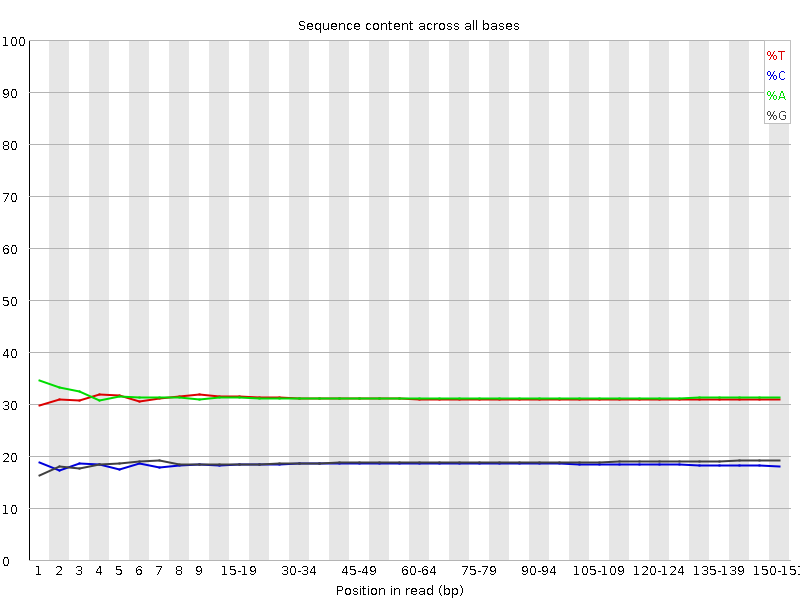 Sequence content across all bases
100
90
80
70
60
50
40
30
20
10
0
%T
%C
%A
%G
1 2 3 4 5 6 7 8 9 15-19 30-34 45-49 60-64 75-79 90-94 105-109 120-124 135-139 150-151
Position in read (bp)